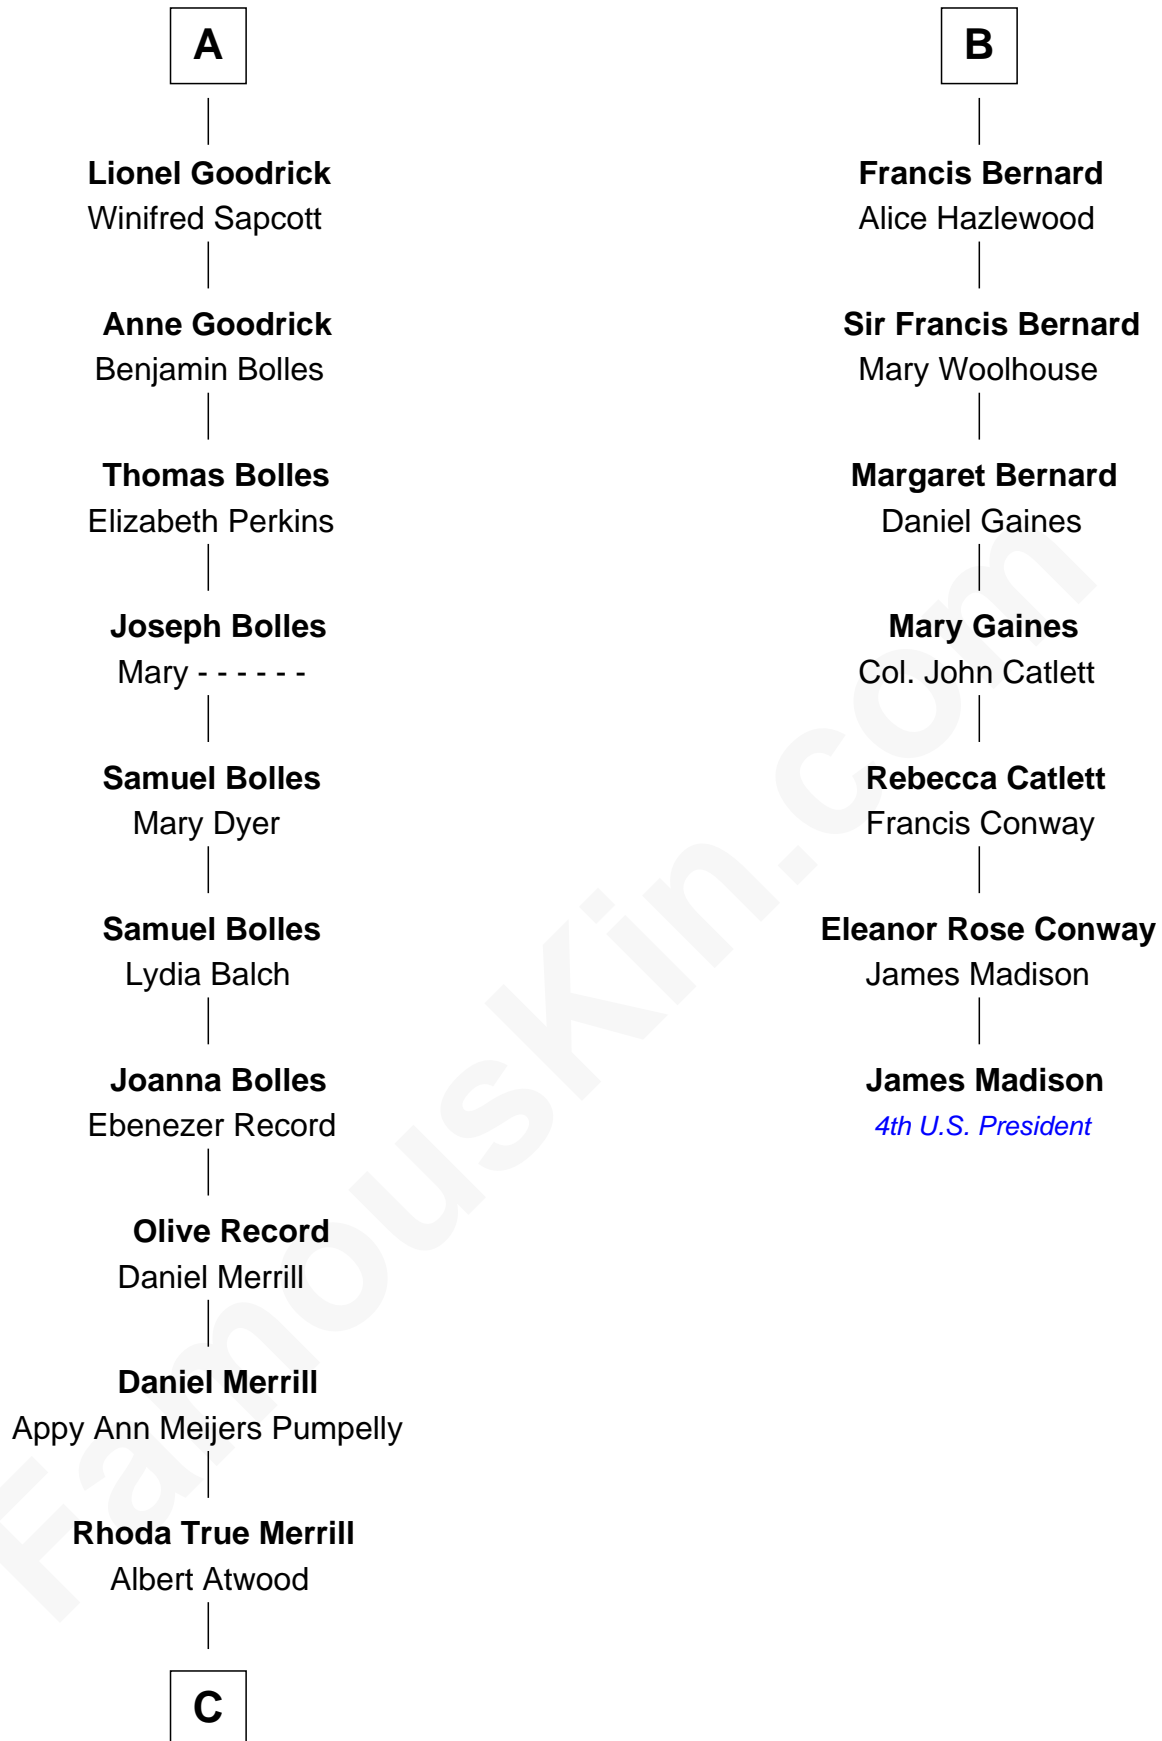 A
Lionel Goodrick
Winifred Sapcott
Anne Goodrick
Benjamin Bolles
Thomas Bolles
Elizabeth Perkins
Joseph Bolles
Mary - - - - - -
Samuel Bolles
Mary Dyer
Samuel Bolles
Lydia Balch
Joanna Bolles
Ebenezer Record
Olive Record
Daniel Merrill
Daniel Merrill
Appy Ann Meijers Pumpelly
Rhoda True Merrill
Albert Atwood
C
B
Francis Bernard
Alice Hazlewood
Sir Francis Bernard
Mary Woolhouse
Margaret Bernard
Daniel Gaines
Mary Gaines
Col. John Catlett
Rebecca Catlett
Francis Conway
Eleanor Rose Conway
James Madison
James Madison
4th U.S. President
FamousKin.com